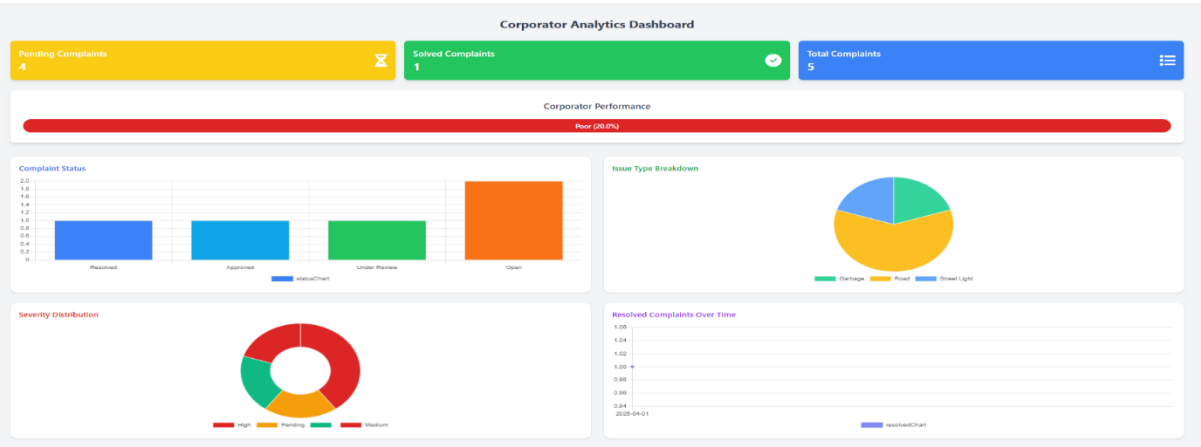 Corporator Analytics Dashboard
Pending Complaints
4
Solved Complaints
1
Total Complaints
5
Corporator Performance
Poor (20.0%)
Complaint Status
2.0
1.8
1.6
1.4
1.2
1.0
0.8
0.6
0.4
0.2
0
Resolved Approved Under Review Open
statusChart
Issue Type Breakdown
Garbage Road Street Light
Severity Distribution
High Pending Medium
Resolved Complaints Over Time
1.06
1.04
1.02
1.00
0.98
0.96
0.94
resolvedChart